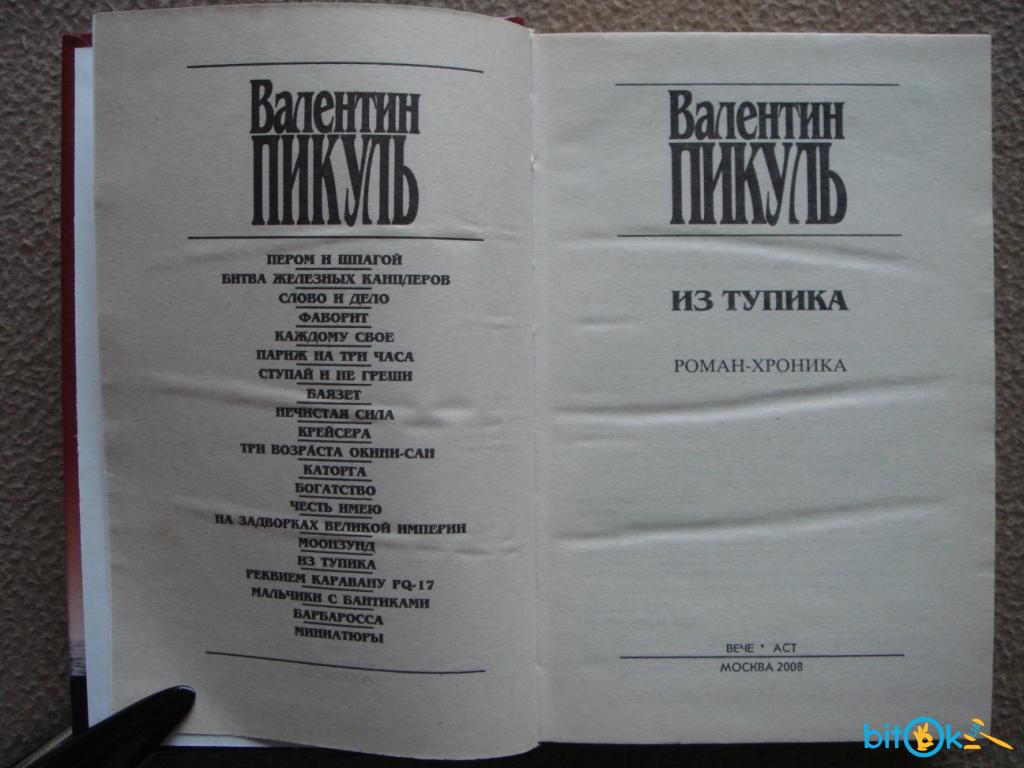 Валентин
ПИКУЛЬ
ПЕРОМ И ШПАГОЙ
БИТВА ЖЕЛЕЗНЫХ КАНЦЛЕРОВ
СЛОВО И ДЕЛО
ФАВОРИТ
КАЖДОМУ СВОЕ
ПАРИЖ НА ТРИ ЧАСА
СТУПАЙ И НЕ ГРЕШИ
БАЯЗЕТ
НЕЧИСТАЯ СИЛА
КРЕЙСЕРА
ТРИ ВОЗРАСТА ОКИНИ-САН
КАТОРГА
БОГАТСТВО
ЧЕСТЬ ИМЕЮ
НА ЗАДВОРКАХ ВЕЛИКОЙ ИМПЕРИИ
МООНЗУНД
ИЗ ТУПИКА
РЕКВИЕМ КАРАВАНУ PQ-17
МАЛЬЧИКИ С БАНТИКАМИ
БАРБАРОССА
МИНИАТЮРЫ
Валентин
ПИКУЛЬ
ИЗ ТУПИКА
РОМАН-ХРОНИКА
ВЕЧЕ * АСТ
МОСКВА 2008
bitOk